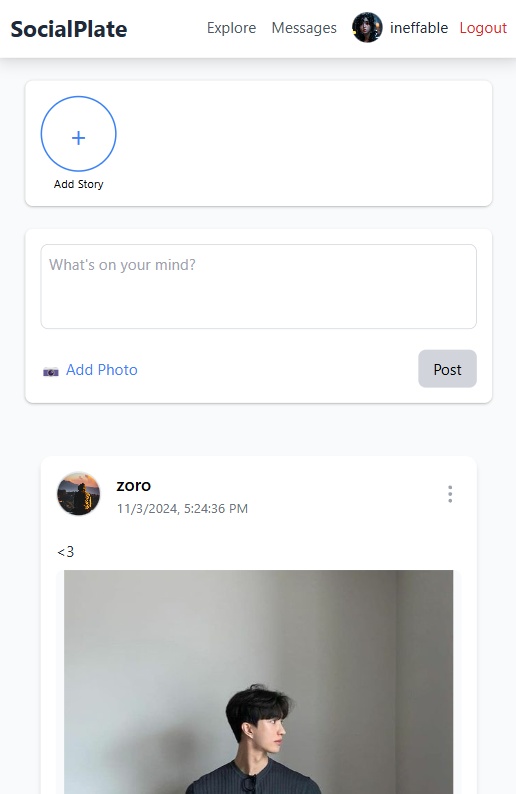 SocialPlate Explore Messages ineffable Logout
+
Add Story
What's on your mind?
Add Photo Post
zoro
11/3/2024, 5:24:36 PM
<3